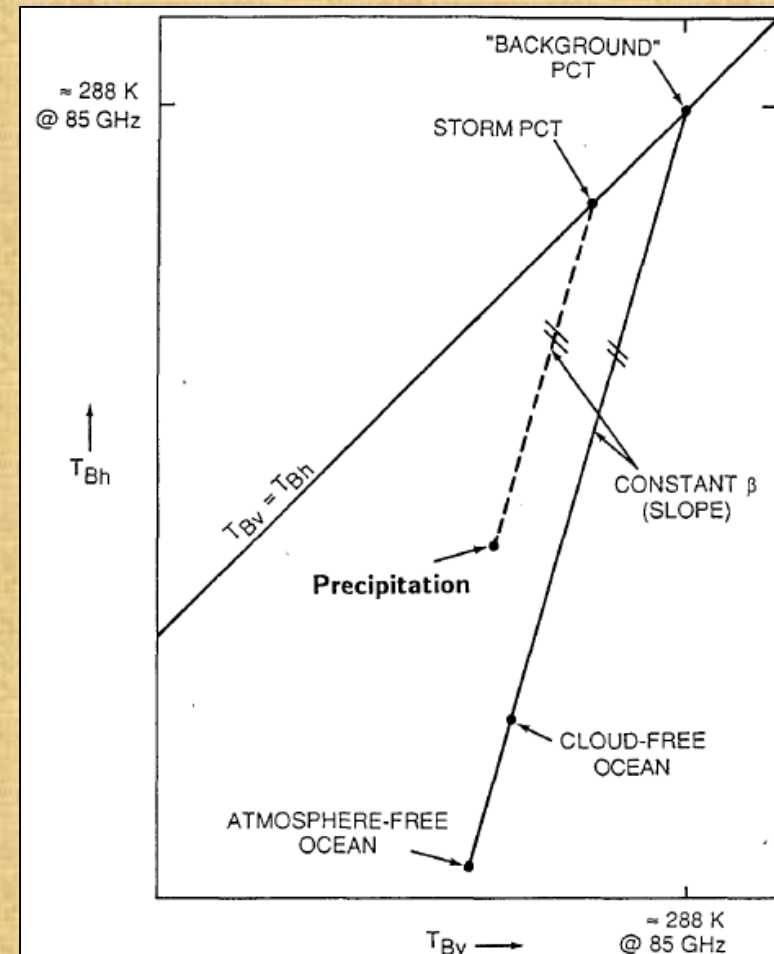 "BACKGROUND"
PCT
≈ 288 K
@ 85 GHz
STORM PCT
T_Bh
T_Bv = T_Bh
CONSTANT β
(SLOPE)
Precipitation
CLOUD-FREE
OCEAN
ATMOSPHERE-FREE
OCEAN
≈ 288 K
@ 85 GHz
T_Bv